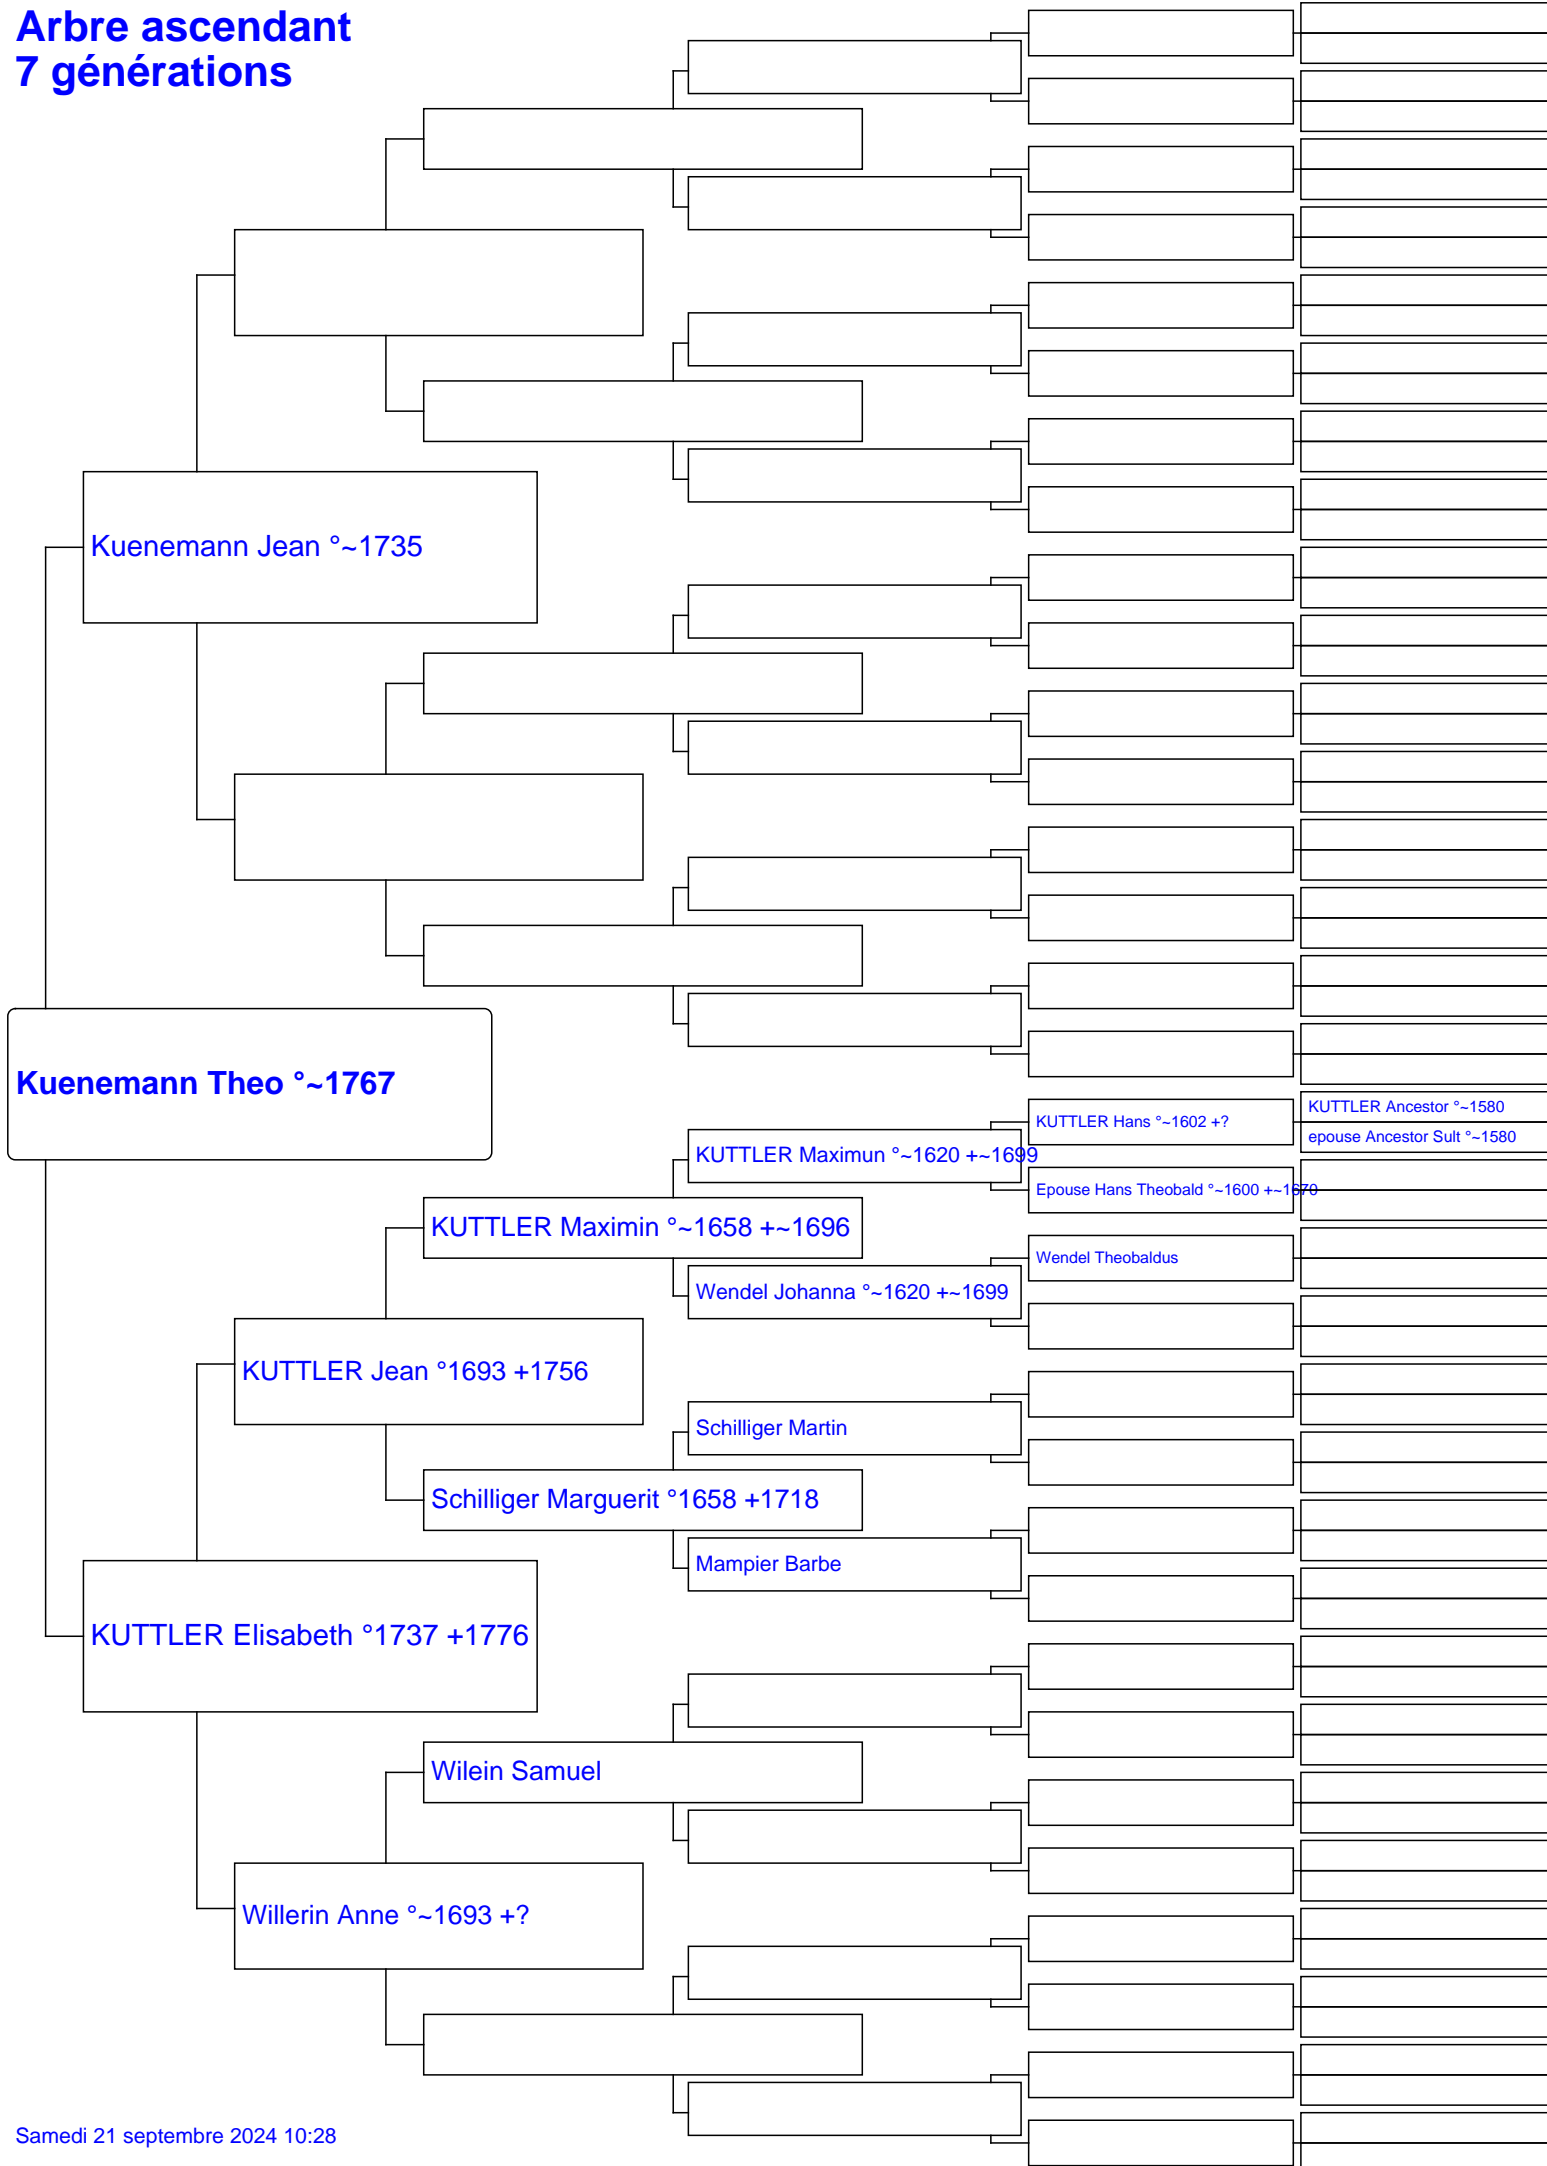 Arbre ascendant
7 générations
Kuenemann Jean °~1735
Kuenemann Theo °~1767
KUTTLER Ancestor °~1580
KUTTLER Hans °~1602 +?
epouse Ancestor Sult °~1580
KUTTLER Maximun °~1620 +~1699
Epouse Hans Theobald °~1600 +~1670
KUTTLER Maximin °~1658 +~1696
Wendel Theobaldus
Wendel Johanna °~1620 +~1699
KUTTLER Jean °1693 +1756
Schilliger Martin
Schilliger Marguerit °1658 +1718
Mampier Barbe
KUTTLER Elisabeth °1737 +1776
Wilein Samuel
Willerin Anne °~1693 +?
Samedi 21 septembre 2024 10:28